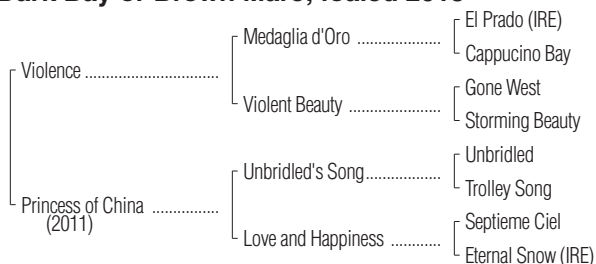 Dark Bay or Brown Mare; foaled 2018
El Prado (IRE)
Medaglia d'Oro ....................
Cappucino Bay
Violence ................................
Gone West
Violent Beauty ......................
Storming Beauty
Unbridled
Unbridled's Song..................
Trolley Song
Princess of China ................
(2011)
Septieme Ciel
Love and Happiness ............
Eternal Snow (IRE)